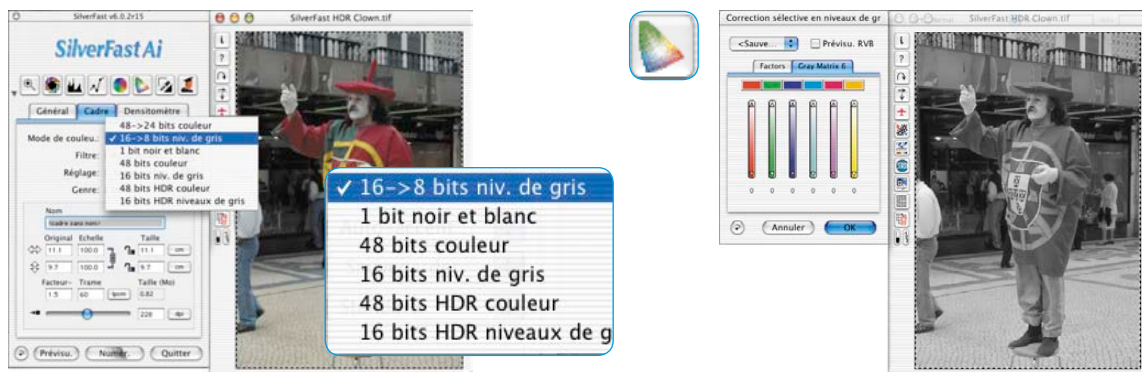 SilverFast v6.0.2r15
SilverFast Ai
Général Cadre Densitomètre
Mode de couleu.:
48->24 bits couleur
✓ 16->8 bits niv. de gris
1 bit noir et blanc
48 bits couleur
16 bits niv. de gris
48 bits HDR couleur
16 bits HDR niveaux de gris
Filtre:
Réglage:
Genre:
Nom
Original Echelle Taille
11.1 100.0 11.1 cm
9.7 100.0 9.7 cm
Facteur- Trame Taille (Mo)
1.5 60 lpcm 0.82
228 dpi
Prévisu. Numér. Quitter
SilverFast HDR Clown.tif
✓ 16->8 bits niv. de gris
1 bit noir et blanc
48 bits couleur
16 bits niv. de gris
48 bits HDR couleur
16 bits HDR niveaux de g
Correction sélective en niveaux de gr
<Sauve... Prévisu. RVB
Factors Gray Matrix 6
0 0 0 0 0 0
Annuler OK
SilverFast HDR Clown.tif